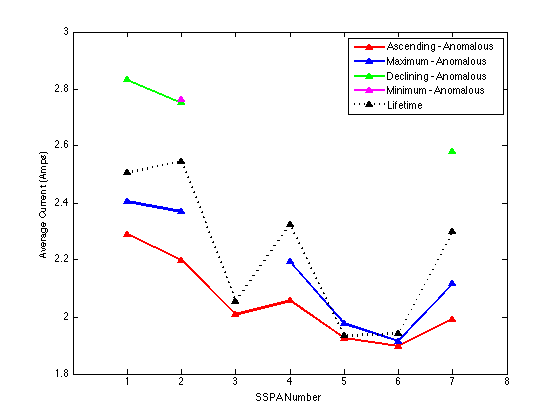 3
2.8
2.6
2.4
2.2
2
1.8
Average Current (Amps)
1 2 3 4 5 6 7 8
SSPA Number
Ascending - Anomalous
Maximum - Anomalous
Declining - Anomalous
Minimum - Anomalous
Lifetime